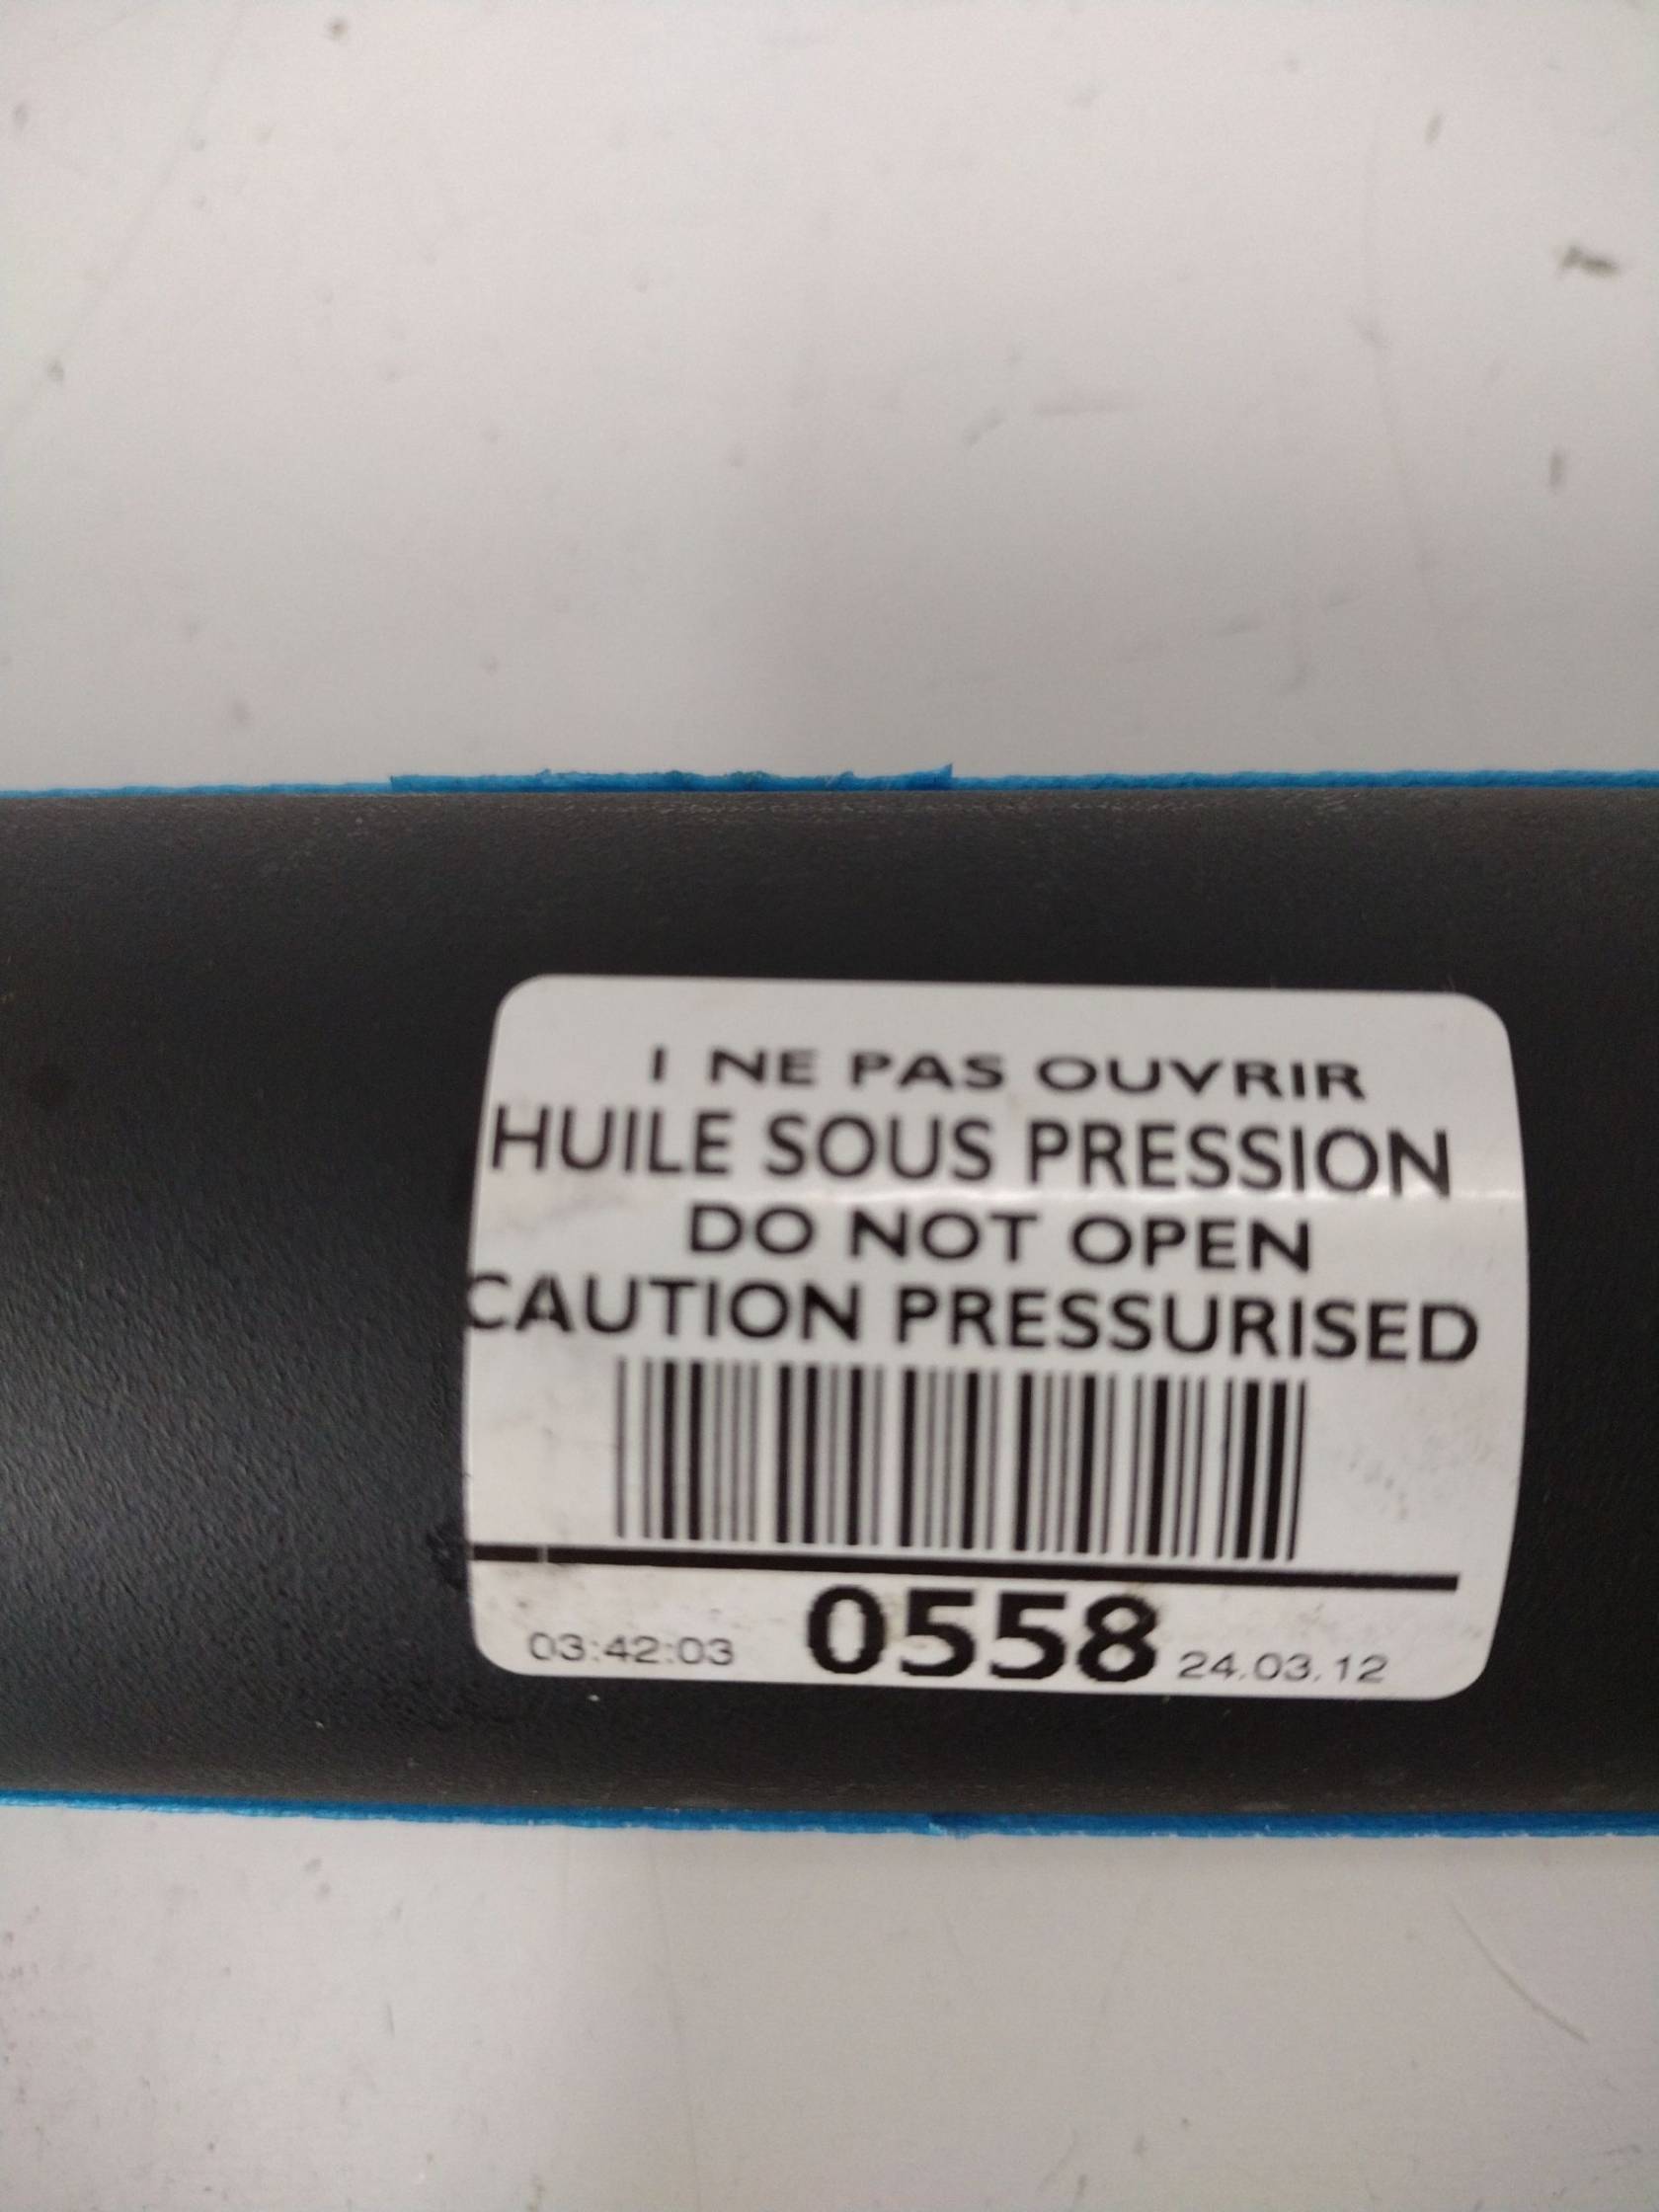 I NE PAS OUVRIR
HUILE SOUS PRESSION
DO NOT OPEN
CAUTION PRESSURISED
03:42:03 0558 24.03.12